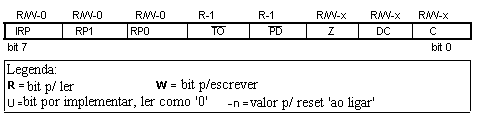 R/W-0 R/W-0 R/W-0 R-1 R-1 R/W-x R/W-x R/W-x
IRP RP1 RP0 TO PD Z DC C
bit 7 bit 0
Legenda:
R = bit p/ ler W = bit p/escrever
U =bit por implementar, ler como '0' -n =valor p/ reset 'ao ligar'